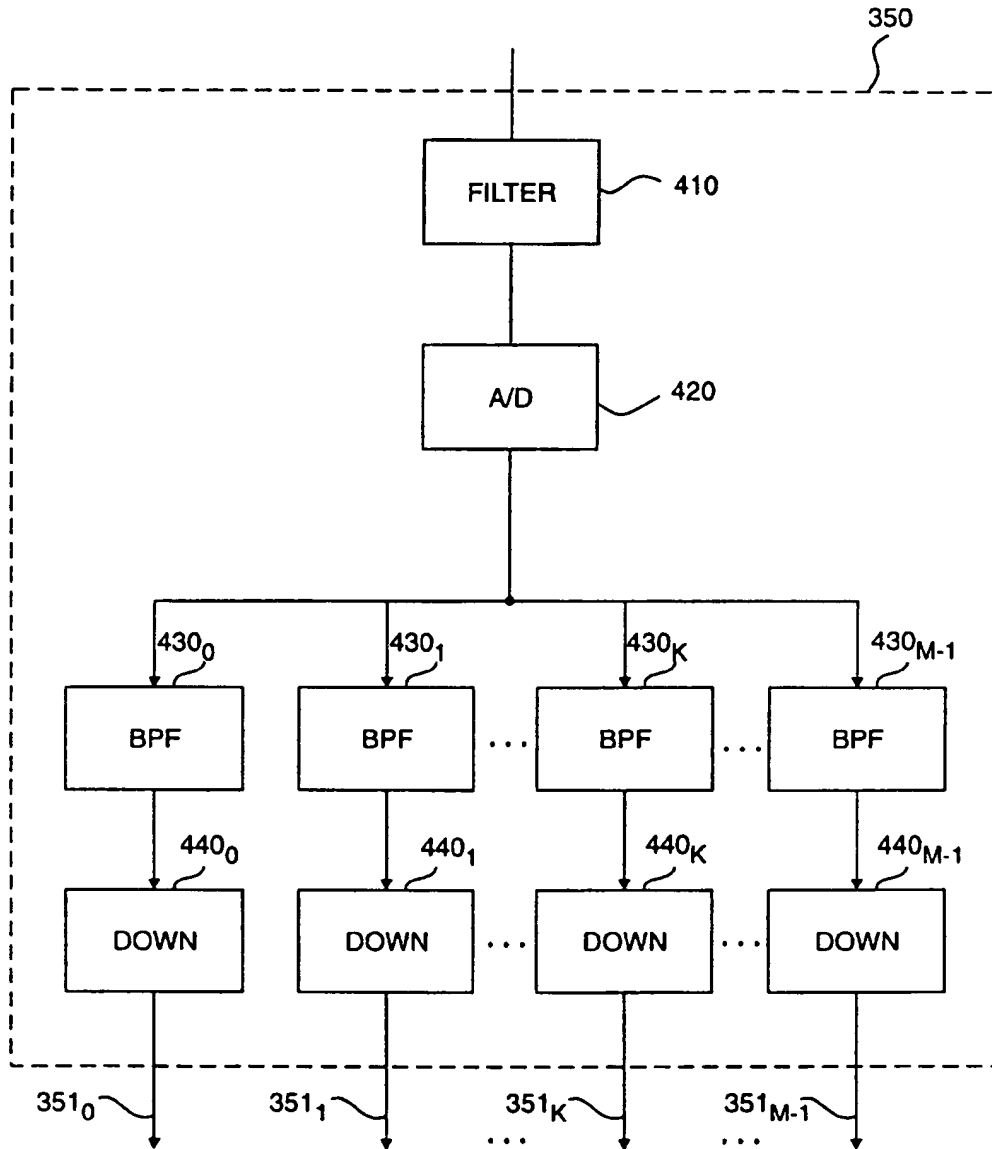 350
FILTER
410
A/D
420
430₀ 430₁ 430K 430M-1
BPF BPF ... BPF ... BPF
440₀ 440₁ 440K 440M-1
DOWN DOWN ... DOWN ... DOWN
351₀ 351₁ 351K 351M-1
... ...